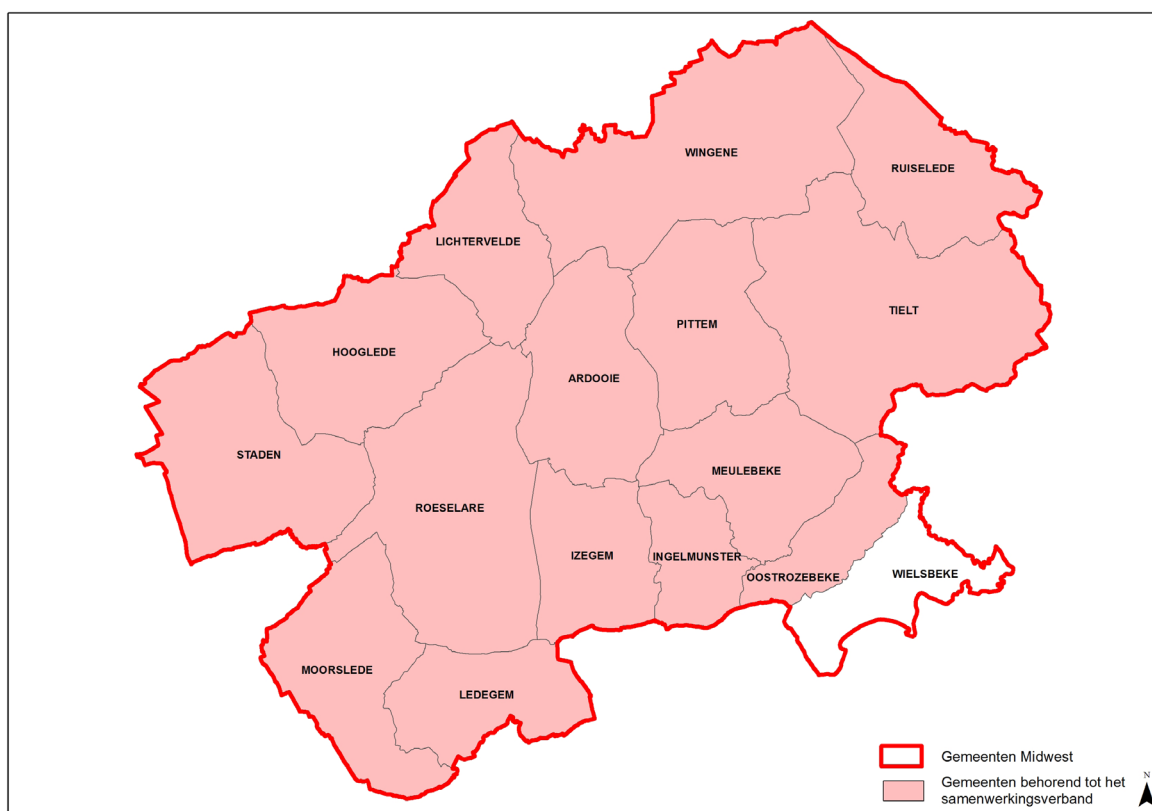 WINGENE
RUISELEDE
LICHTERVELDE
TIELT
PITTEM
HOOGLEDE
ARDOOIE
STADEN
MEULEBEKE
ROESELARE
IZEGEM
INGELMUNSTER
WIELSBEKE
OOSTROZEBEKE
MOORSLEDE
LEDEGEM
Gemeenten Midwest
N
Gemeenten behorend tot het
samenwerkingsverband